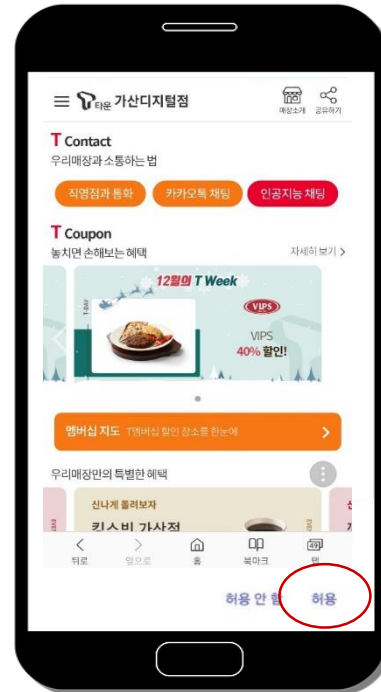 T타운 가산디지털점
매장소개 공유하기
T Contact
우리매장과 소통하는 법
직영점과 통화 카카오톡 채팅 인공지능 채팅
T Coupon
놓치면 손해보는 혜택 자세히 보기 >
12월의 T Week
T-DAY
VIPS
VIPS
40% 할인!
멤버십 지도 T멤버십 할인 장소를 한눈에 >
우리매장만의 특별한 혜택
신나게 돌려보자
킹스비 가산점
뒤로 앞으로 홈 북마크 탭
49
허용 안 함 허용